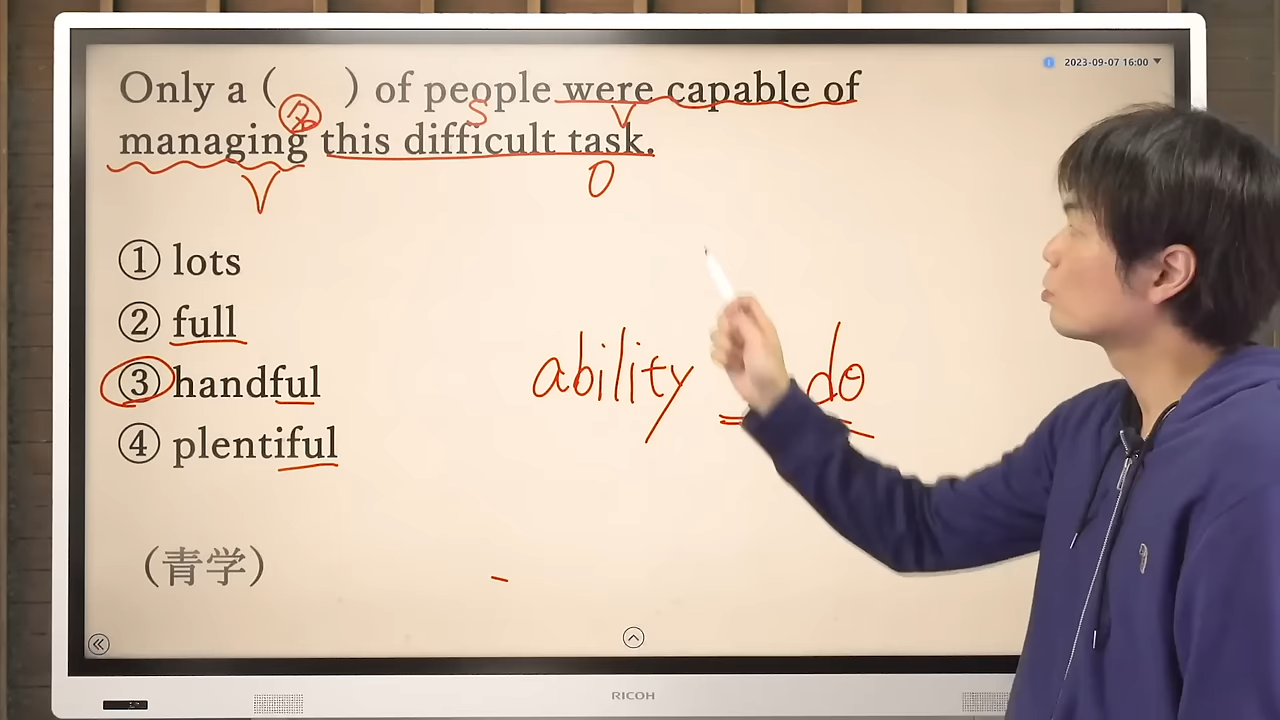 2023-09-07 16:00
Only a (　　) of people were capable of
名
S
V
managing this difficult task.
V
O
① lots
② full
③ handful
④ plentiful
ability do
(青学)
RICOH